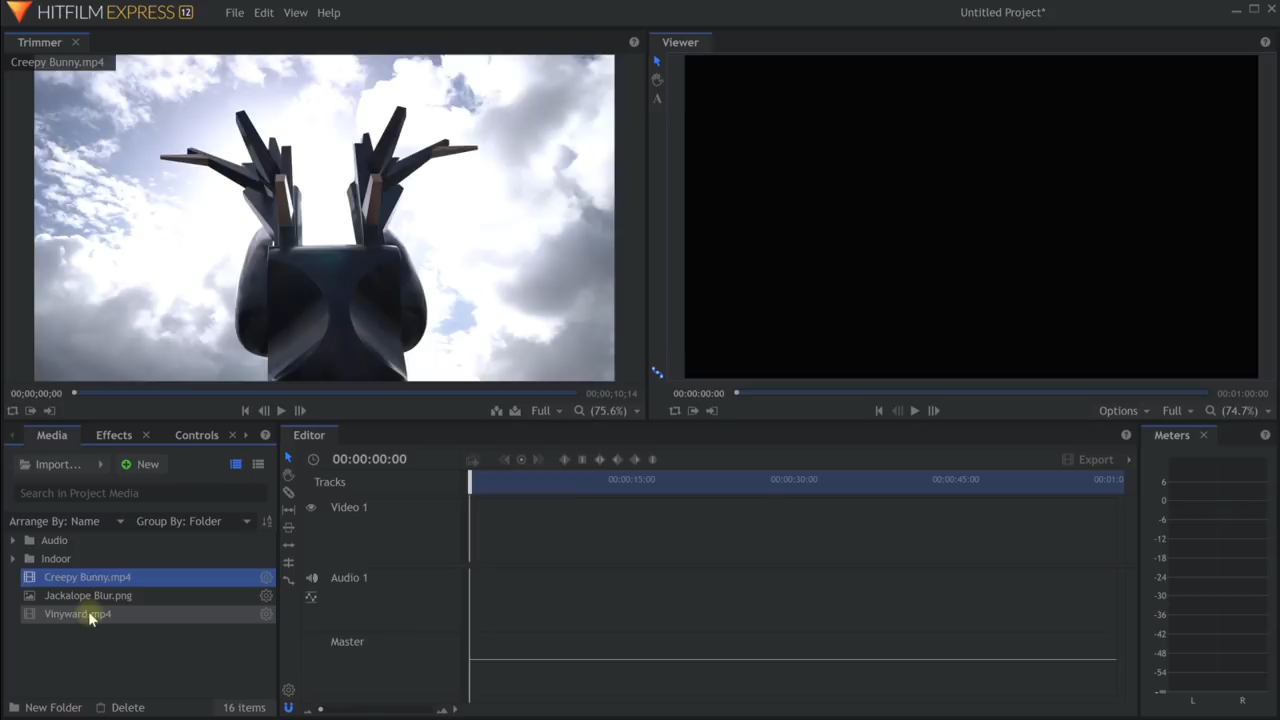 HITFILM EXPRESS 12 File Edit View Help Untitled Project*
Trimmer
Creepy Bunny.mp4
00;00;00;00 00;00;10;14
Full (75.6%)
Viewer
A
00:00:00:00 00:01:00:00
Options Full (74.7%)
Media Effects Controls
Import... New
Search in Project Media
Arrange By: Name Group By: Folder
Audio
Indoor
Creepy Bunny.mp4
Jackalope Blur.png
Vinyward.mp4
New Folder Delete 16 items
Editor
00:00:00:00 Export
Tracks 00:00:15:00 00:00:30:00 00:00:45:00 00:01:0
Video 1
Audio 1
Master
Meters
6
0
-6
-12
-18
-24
-30
-36
-42
-48
-54
-∞
L R